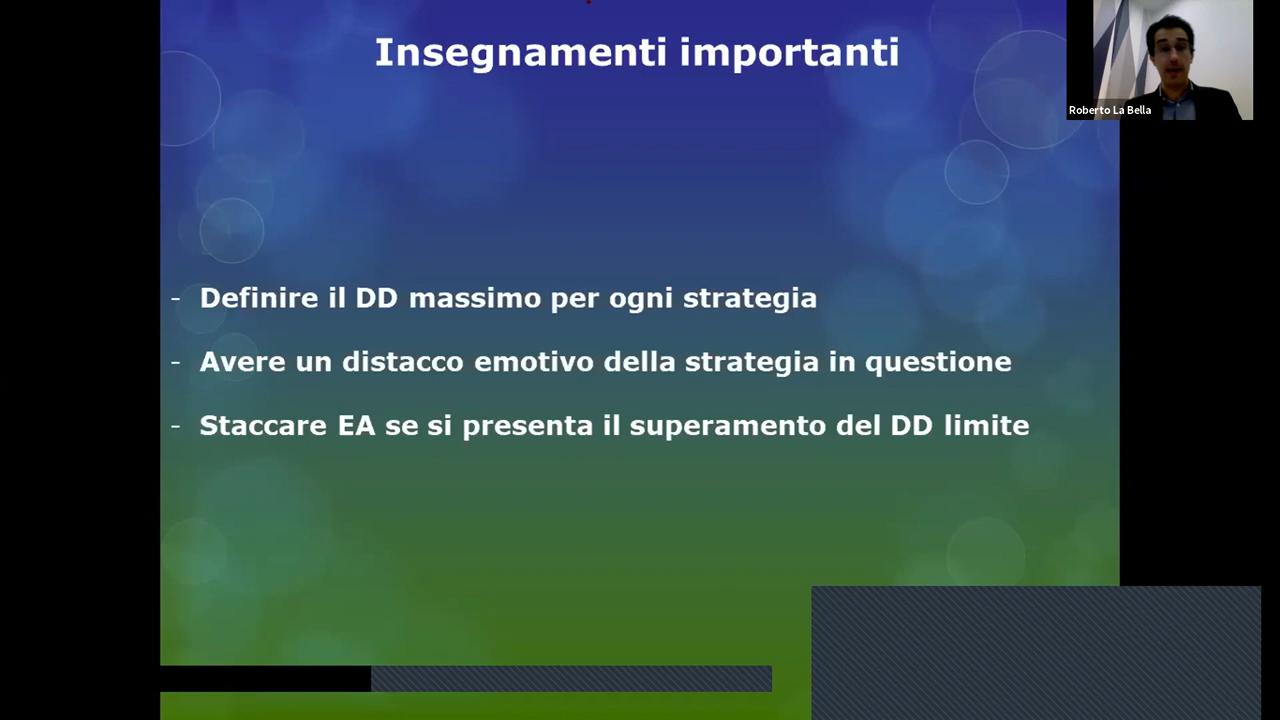 Insegnamenti importanti
Roberto La Bella
- Definire il DD massimo per ogni strategia
- Avere un distacco emotivo della strategia in questione
- Staccare EA se si presenta il superamento del DD limite